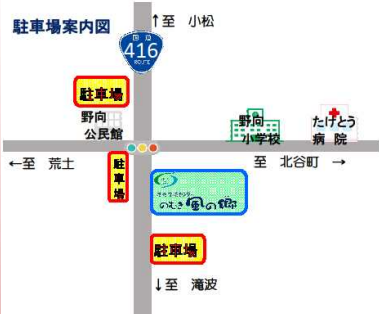 駐車場案内図
↑至 小松
国道
416
ROUTE
駐車場
野向
公民館
野向
小学校
たけとう
病院
←至 荒土
至 北谷町 →
駐車場
のむき風の郷
駐車場
↓至 滝波